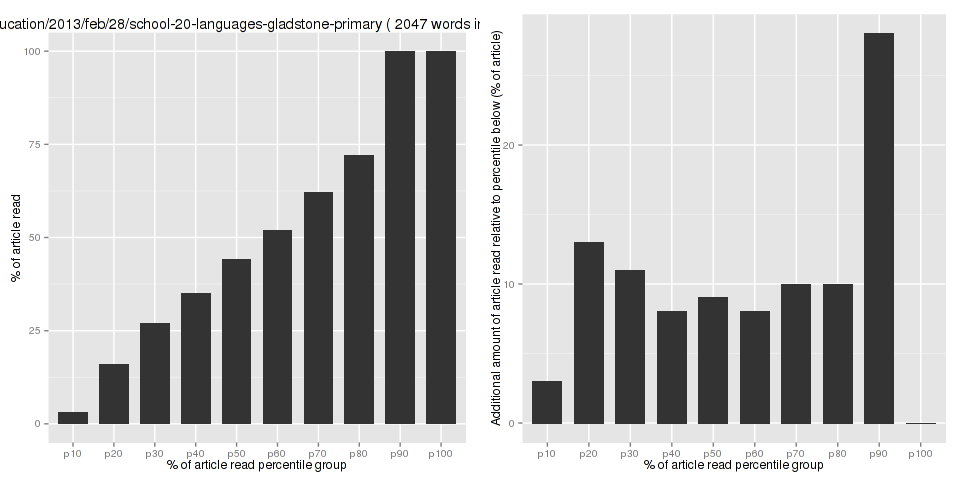 ucation/2013/feb/28/school-20-languages-gladstone-primary ( 2047 words in
100
75
50
25
0
% of article read
p10 p20 p30 p40 p50 p60 p70 p80 p90 p100
% of article read percentile group
20
10
0
Additional amount of article read relative to percentile below (% of article)
p10 p20 p30 p40 p50 p60 p70 p80 p90 p100
% of article read percentile group